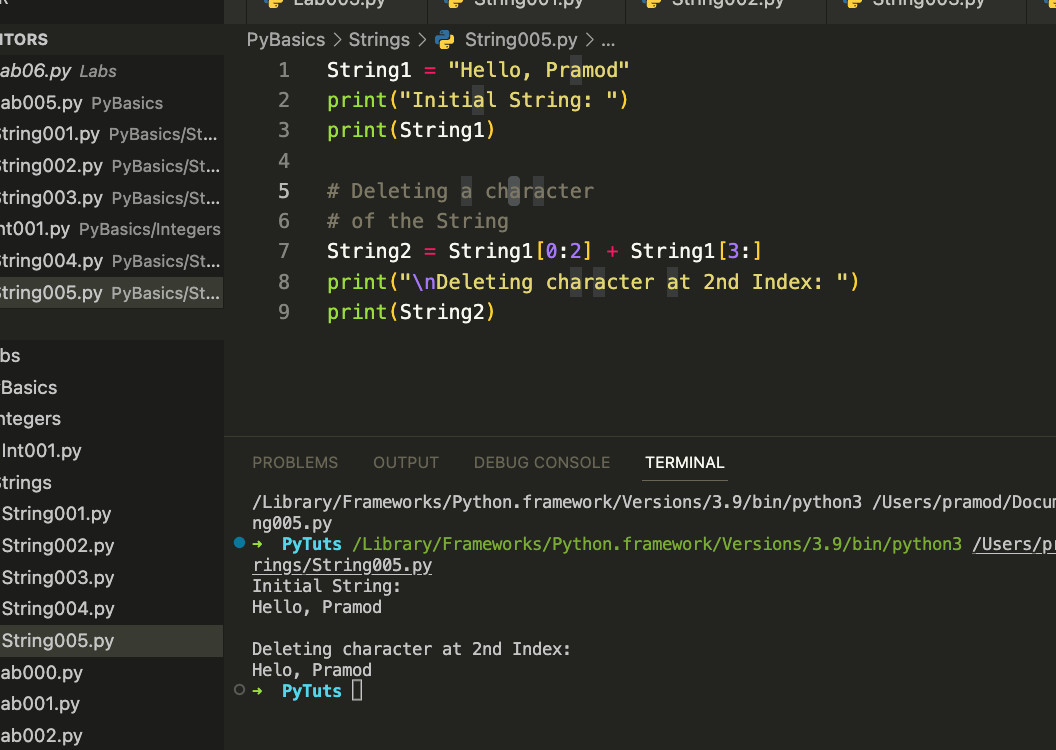 Lab005.py String001.py String002.py String003.py
TORS
ab06.py Labs
ab005.py PyBasics
tring001.py PyBasics/St...
tring002.py PyBasics/St...
tring003.py PyBasics/St...
nt001.py PyBasics/Integers
tring004.py PyBasics/St...
tring005.py PyBasics/St...
bs
Basics
ntegers
Int001.py
trings
String001.py
String002.py
String003.py
String004.py
String005.py
ab000.py
ab001.py
ab002.py
PyBasics > Strings > String005.py > ...
1 String1 = "Hello, Pramod"
2 print("Initial String: ")
3 print(String1)
4
5 # Deleting a character
6 # of the String
7 String2 = String1[0:2] + String1[3:]
8 print("\nDeleting character at 2nd Index: ")
9 print(String2)
PROBLEMS OUTPUT DEBUG CONSOLE TERMINAL
/Library/Frameworks/Python.framework/Versions/3.9/bin/python3 /Users/pramod/Docum
ng005.py
➜ PyTuts /Library/Frameworks/Python.framework/Versions/3.9/bin/python3 /Users/pr
rings/String005.py
Initial String:
Hello, Pramod
Deleting character at 2nd Index:
Helo, Pramod
➜ PyTuts